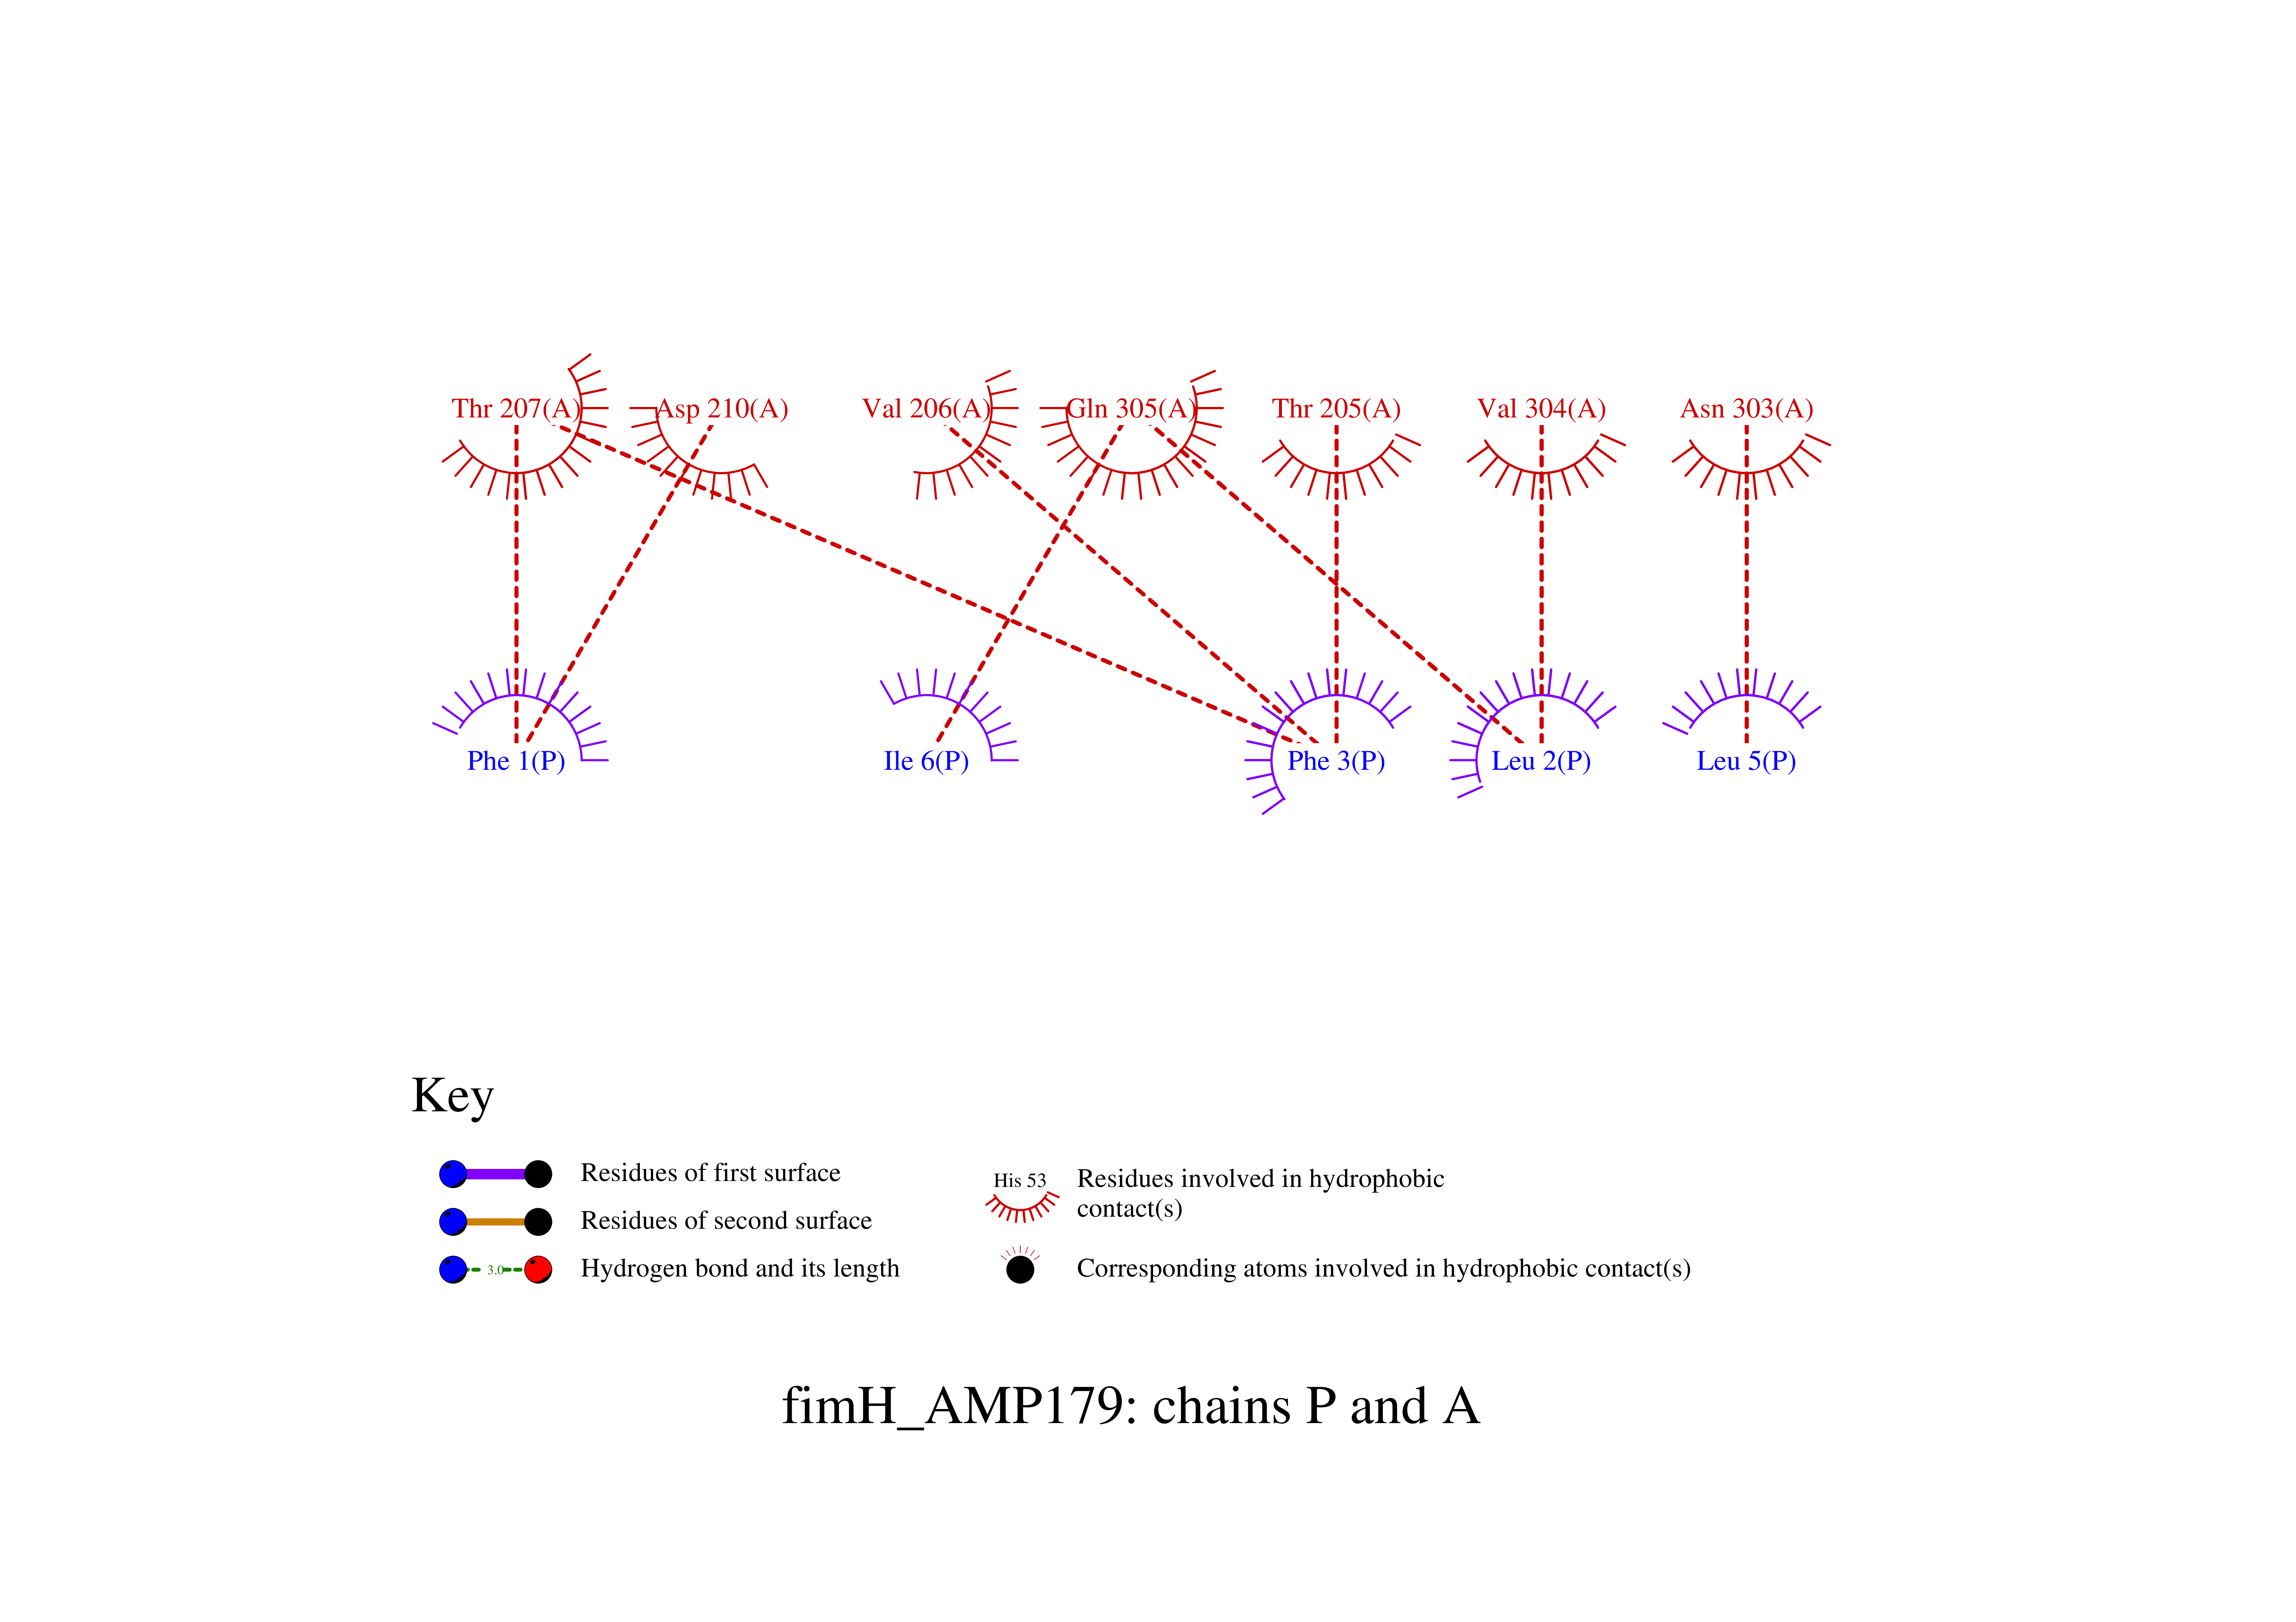 Thr 207(A) Asp 210(A) Val 206(A) Gln 305(A) Thr 205(A) Val 304(A) Asn 303(A)
Phe 1(P) Ile 6(P) Phe 3(P) Leu 2(P) Leu 5(P)
Key
Residues of first surface
Residues of second surface
3.0 Hydrogen bond and its length
His 53 Residues involved in hydrophobic
contact(s)
Corresponding atoms involved in hydrophobic contact(s)
fimH_AMP179: chains P and A